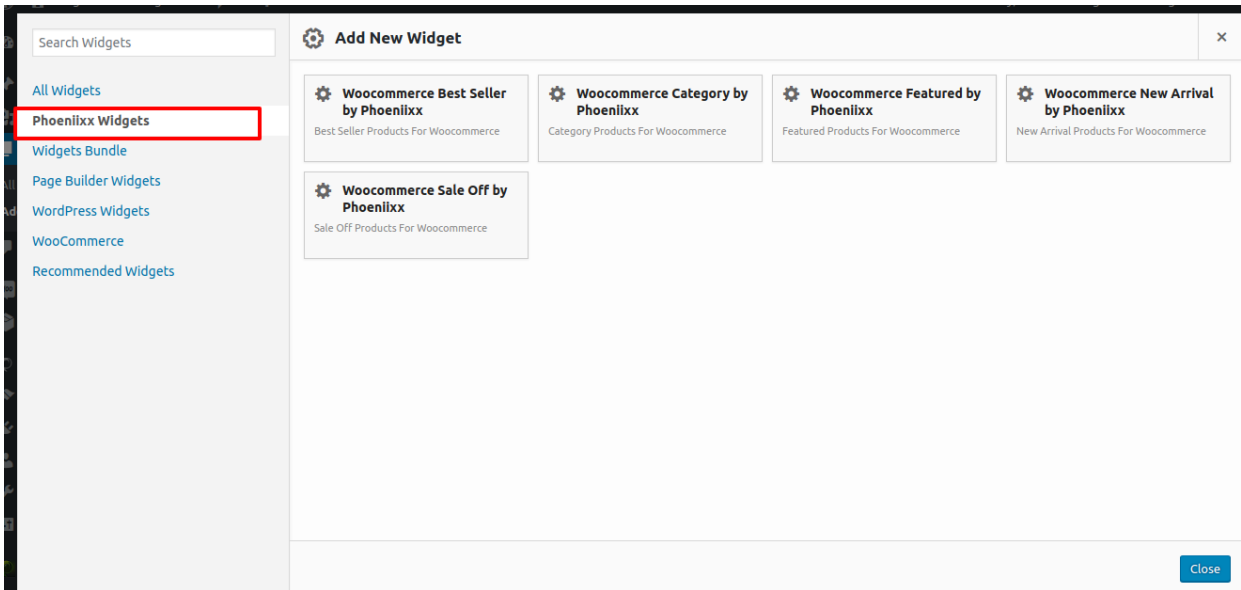 Search Widgets
Add New Widget
×
All Widgets
Phoeniixx Widgets
Widgets Bundle
Page Builder Widgets
WordPress Widgets
WooCommerce
Recommended Widgets
Woocommerce Best Seller
by Phoeniixx
Best Seller Products For Woocommerce
Woocommerce Category by
Phoeniixx
Category Products For Woocommerce
Woocommerce Featured by
Phoeniixx
Featured Products For Woocommerce
Woocommerce New Arrival
by Phoeniixx
New Arrival Products For Woocommerce
Woocommerce Sale Off by
Phoeniixx
Sale Off Products For Woocommerce
Close